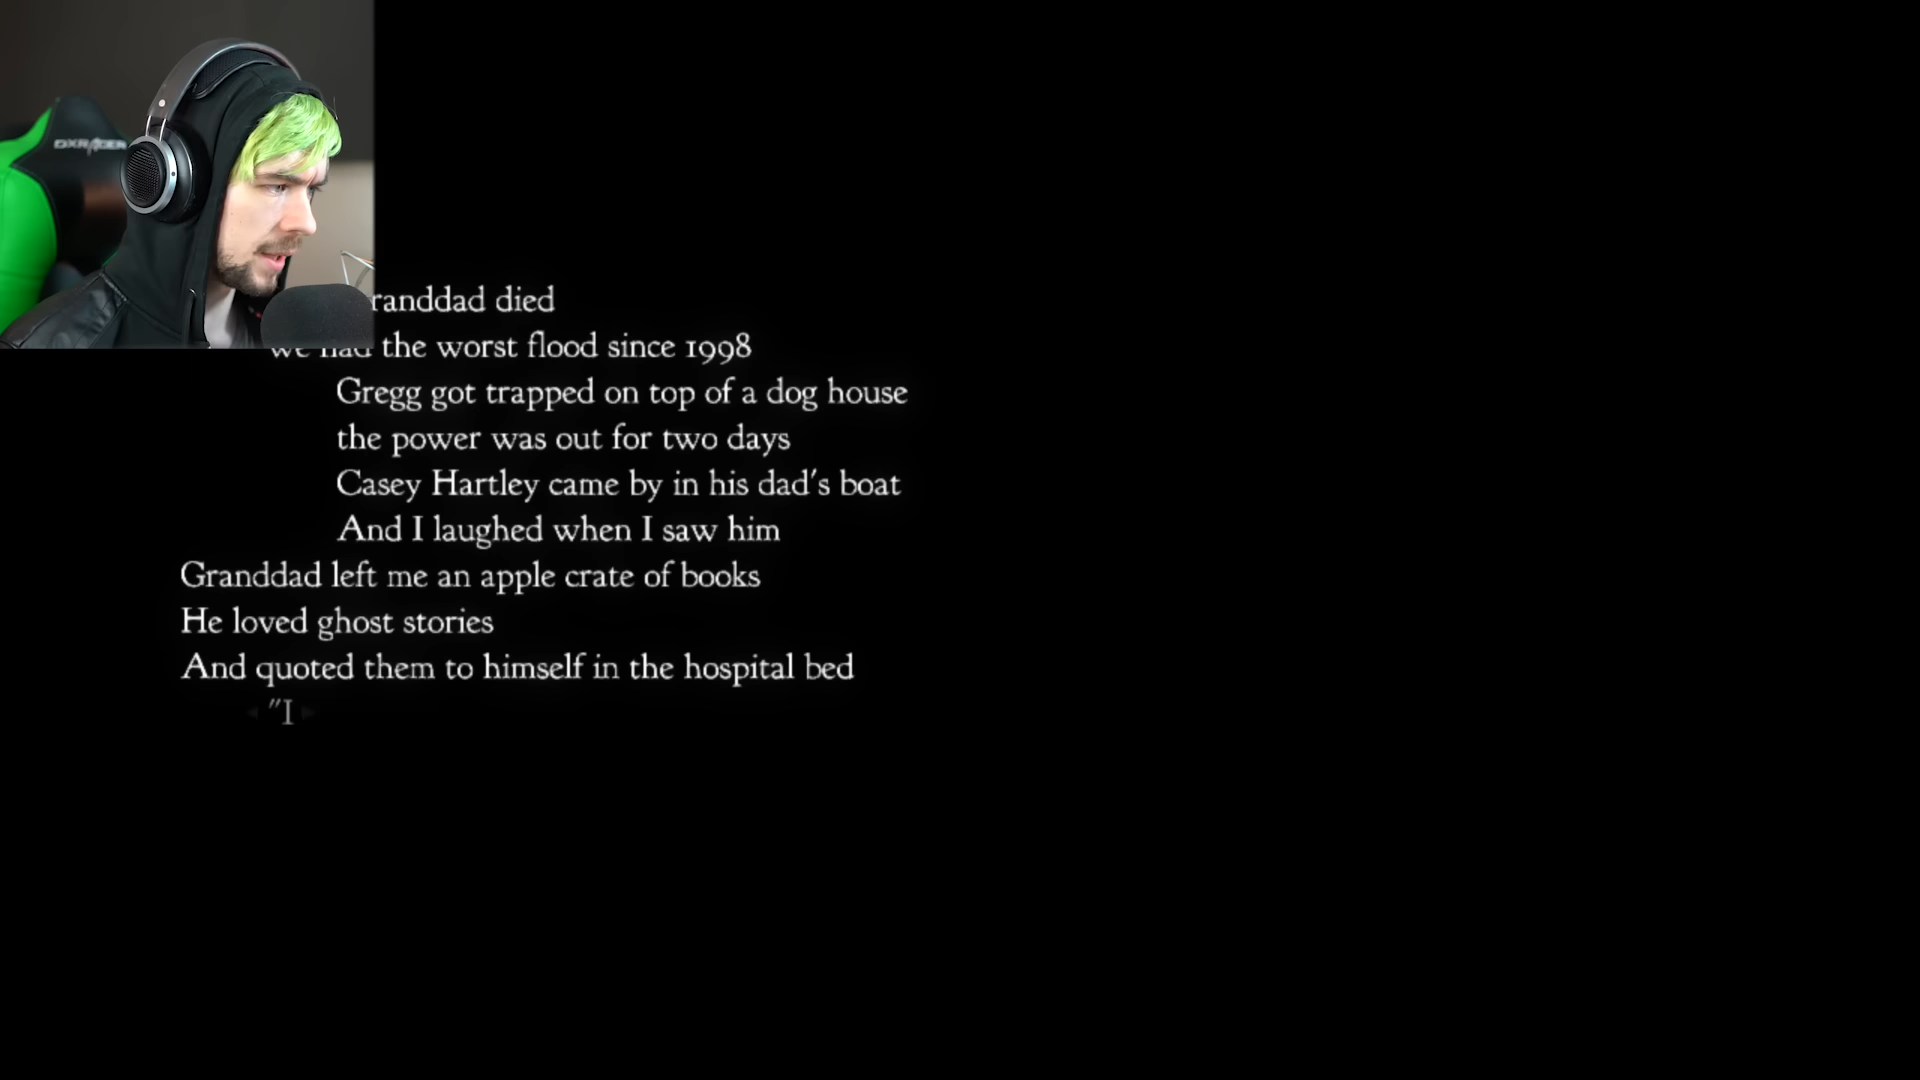 DXRACER
randdad died
we had the worst flood since 1998
Gregg got trapped on top of a dog house
the power was out for two days
Casey Hartley came by in his dad's boat
And I laughed when I saw him
Granddad left me an apple crate of books
He loved ghost stories
And quoted them to himself in the hospital bed
"I